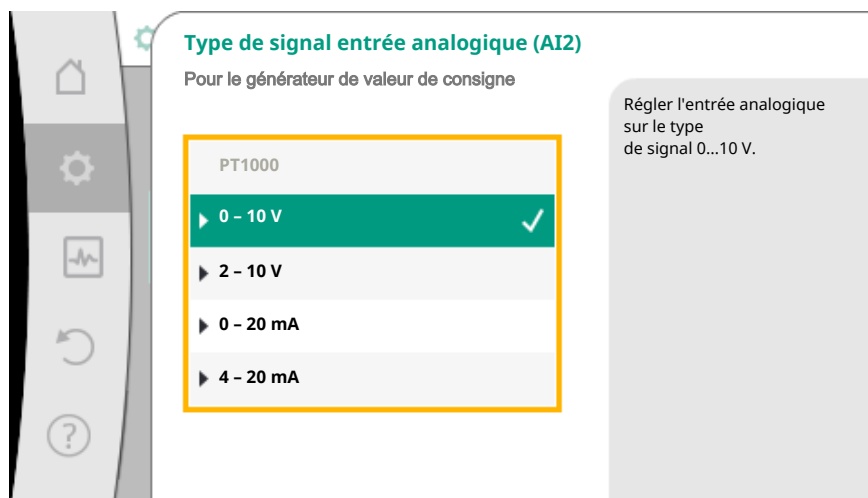 Type de signal entrée analogique (AI2)
Pour le générateur de valeur de consigne
PT1000
0 – 10 V
2 – 10 V
0 – 20 mA
4 – 20 mA
?
Régler l'entrée analogique
sur le type
de signal 0...10 V.